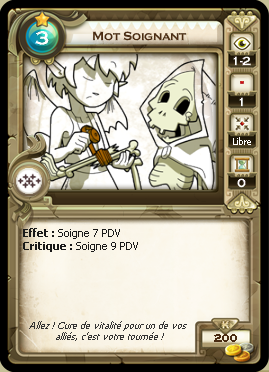 Mot Soignant
3
1-2
1
Libre
0
Effet : Soigne 7 PDV
Critique : Soigne 9 PDV
Allez ! Cure de vitalité pour un de vos
alliés, c'est votre tournée !
K
200